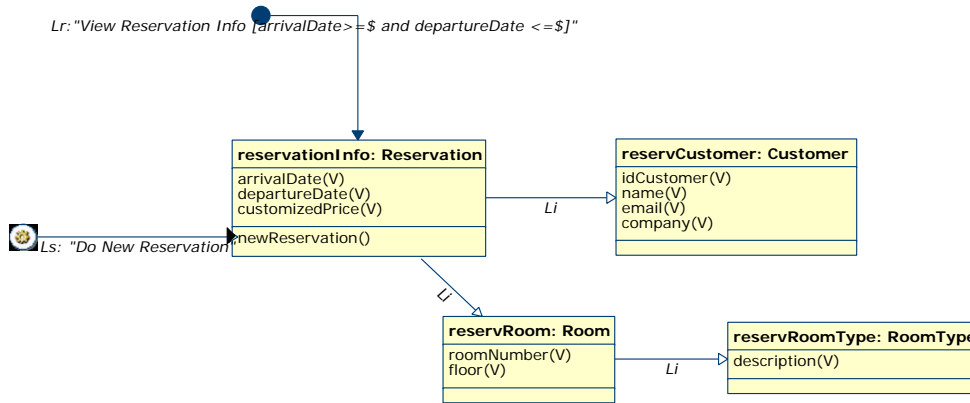 Lr:"View Reservation Info [arrivalDate>=$ and departureDate <=$]"
reservationInfo: Reservation
arrivalDate(V)
departureDate(V)
customizedPrice(V)
newReservation()
reservCustomer: Customer
idCustomer(V)
name(V)
email(V)
company(V)
Li
Ls: "Do New Reservation"
Li
reservRoom: Room
roomNumber(V)
floor(V)
Li
reservRoomType: RoomType
description(V)